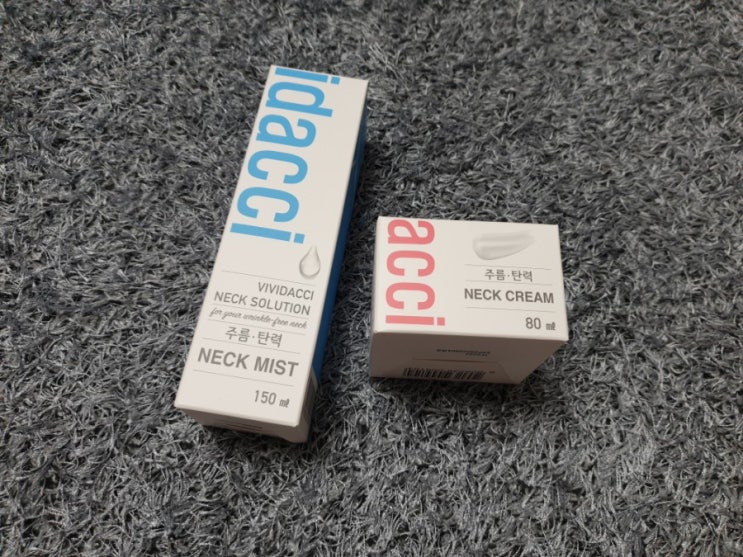 idacci
VIVIDACCI
NECK SOLUTION
for your wrinkle-free neck
주름·탄력
NECK MIST
150 ㎖
acci
주름·탄력
NECK CREAM
80 ㎖